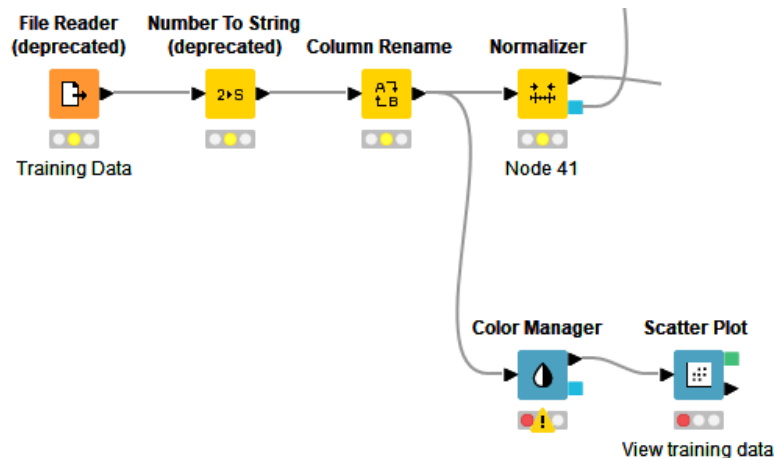 File Reader
(deprecated)
Number To String
(deprecated)
Column Rename
Normalizer
2▸S
A
B
Training Data
Node 41
Color Manager
Scatter Plot
!
View training data